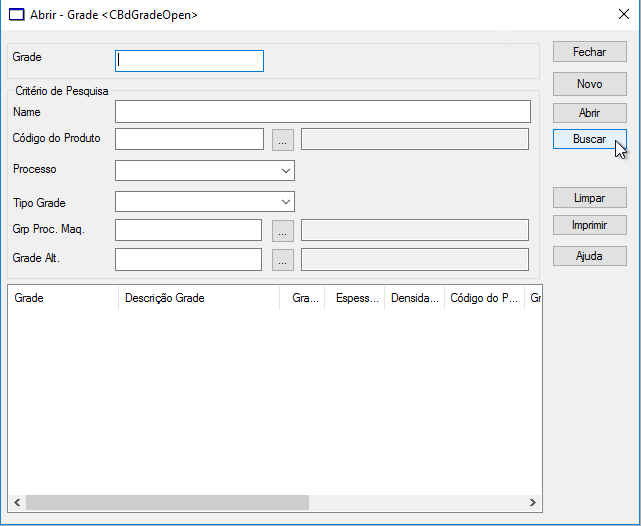 Abrir - Grade <CBdGradeOpen>
Grade
Fechar
Critério de Pesquisa
Novo
Name
Abrir
Código do Produto
...
Buscar
Processo
Tipo Grade
Limpar
Grp Proc. Maq.
...
Imprimir
Grade Alt.
...
Ajuda
Grade Descrição Grade Gra... Espess... Densida... Código do P... Gr